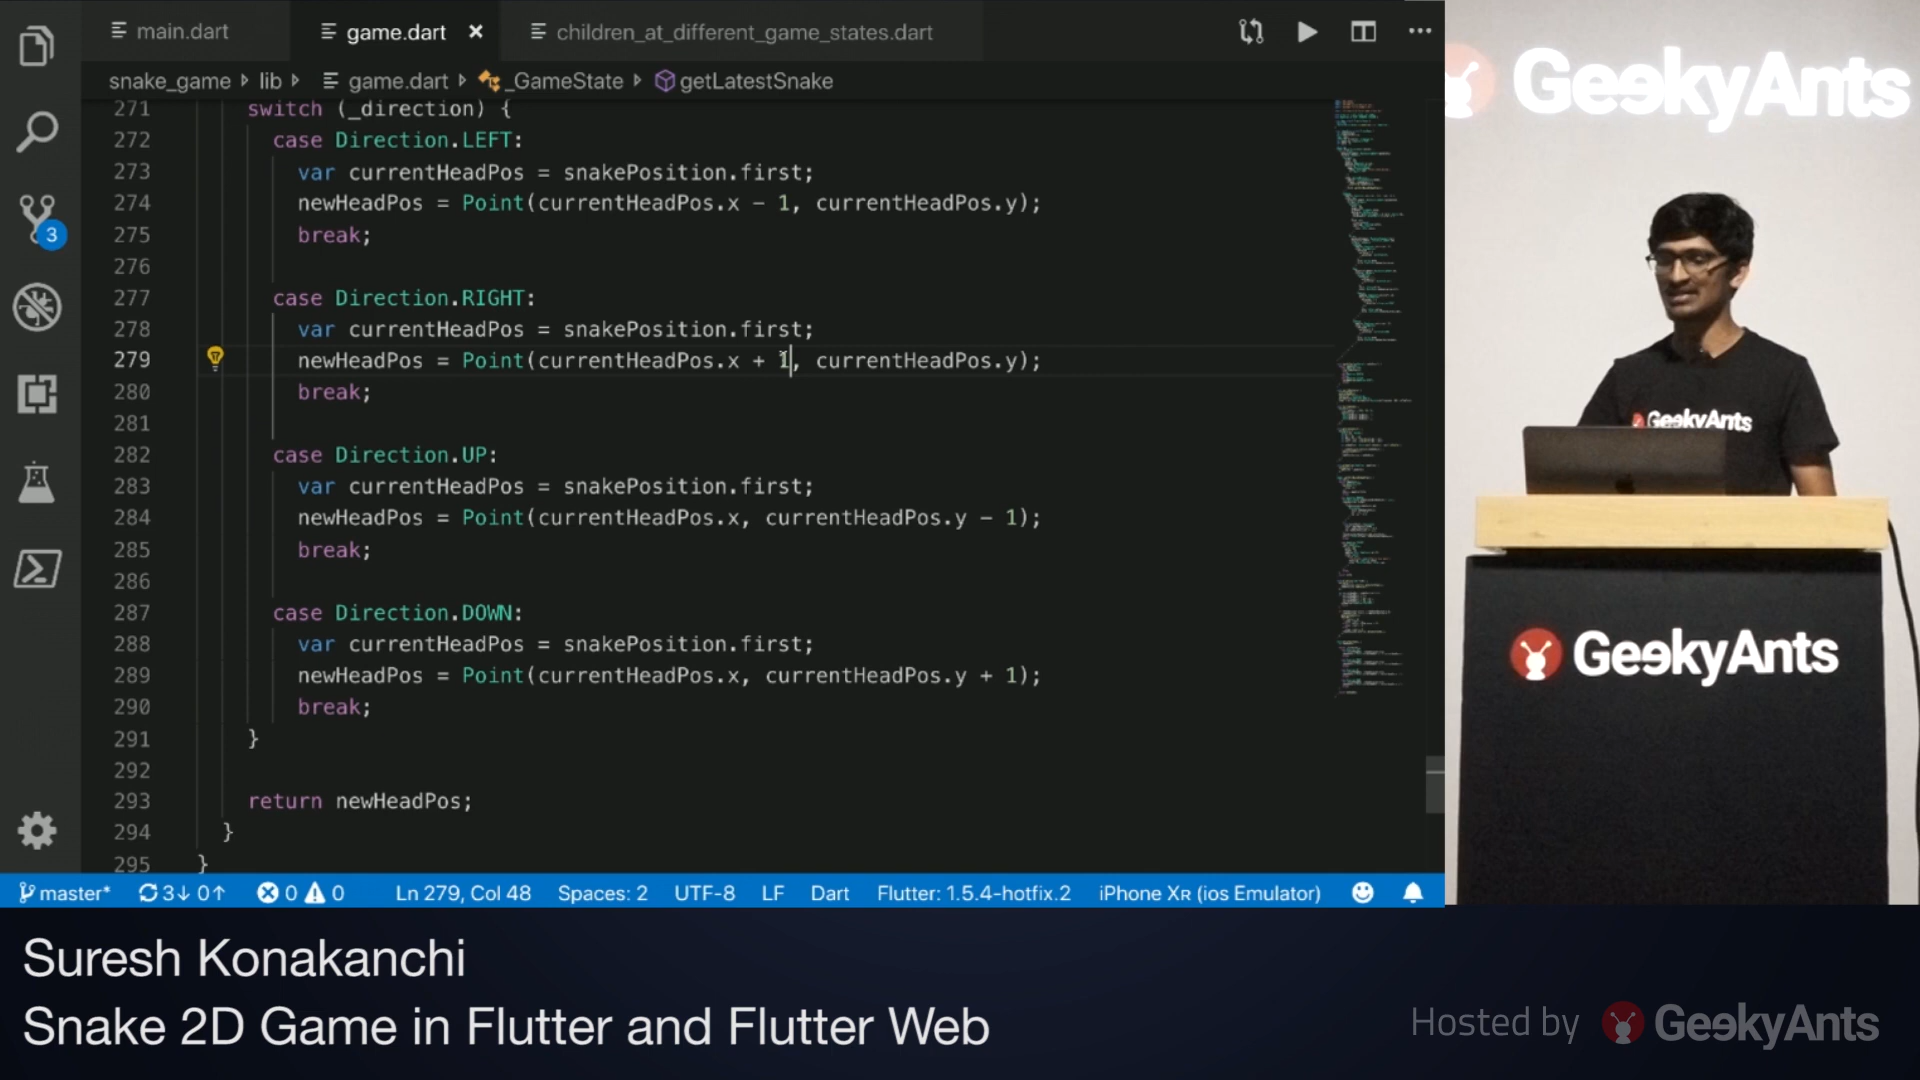 main.dart
game.dart
children_at_different_game_states.dart
snake_game
lib
game.dart
_GameState
getLatestSnake
271 switch (_direction) {
272 case Direction.LEFT:
273 var currentHeadPos = snakePosition.first;
274 newHeadPos = Point(currentHeadPos.x - 1, currentHeadPos.y);
275 break;
276
277 case Direction.RIGHT:
278 var currentHeadPos = snakePosition.first;
279 newHeadPos = Point(currentHeadPos.x + 1, currentHeadPos.y);
280 break;
281
282 case Direction.UP:
283 var currentHeadPos = snakePosition.first;
284 newHeadPos = Point(currentHeadPos.x, currentHeadPos.y - 1);
285 break;
286
287 case Direction.DOWN:
288 var currentHeadPos = snakePosition.first;
289 newHeadPos = Point(currentHeadPos.x, currentHeadPos.y + 1);
290 break;
291 }
292
293 return newHeadPos;
294 }
295 }
3
master* 3↓ 0↑ 0 0 Ln 279, Col 48 Spaces: 2 UTF-8 LF Dart Flutter: 1.5.4-hotfix.2 iPhone XR (ios Emulator)
GeekyAnts
GeekyAnts
GeekyAnts
Suresh Konakanchi
Snake 2D Game in Flutter and Flutter Web
Hosted by GeekyAnts